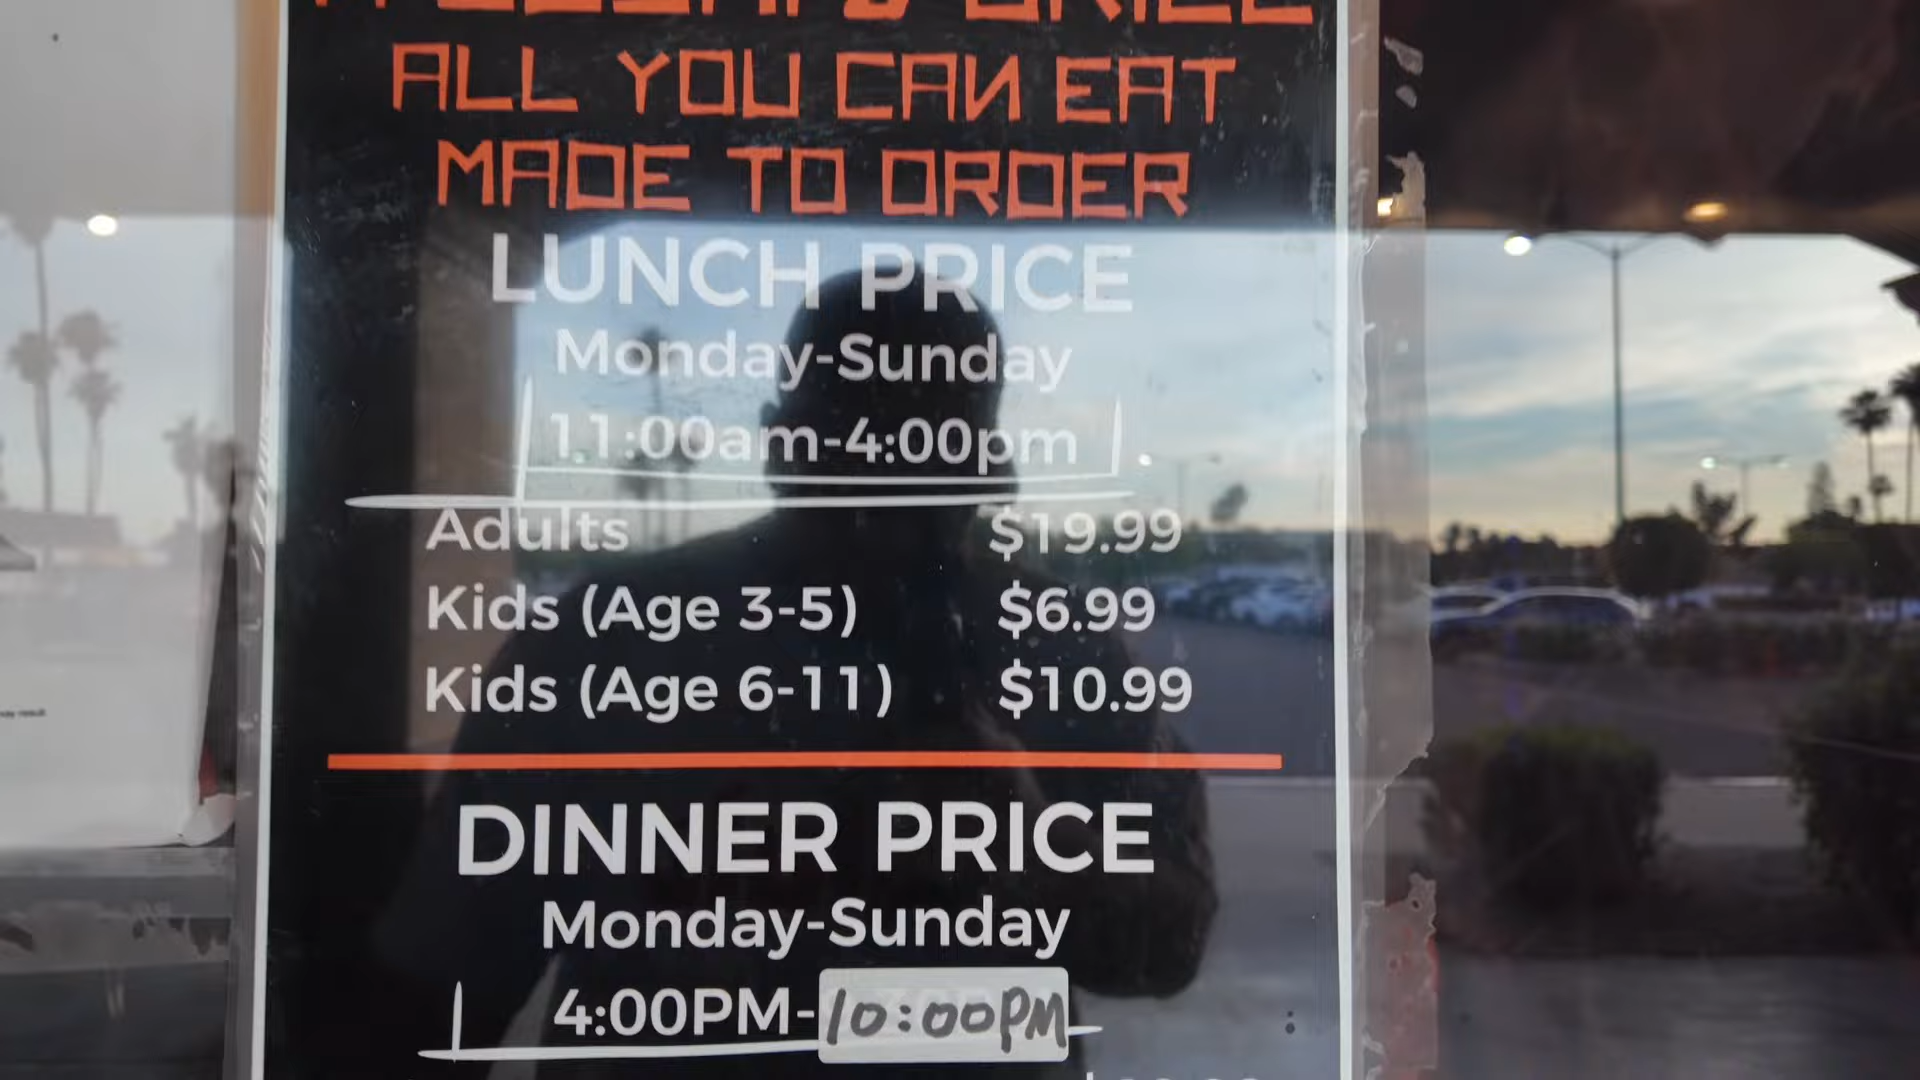 ALL YOU CAN EAT
MADE TO ORDER
LUNCH PRICE
Monday-Sunday
11:00am-4:00pm
Adults $19.99
Kids (Age 3-5) $6.99
Kids (Age 6-11) $10.99
DINNER PRICE
Monday-Sunday
4:00PM-10:00PM